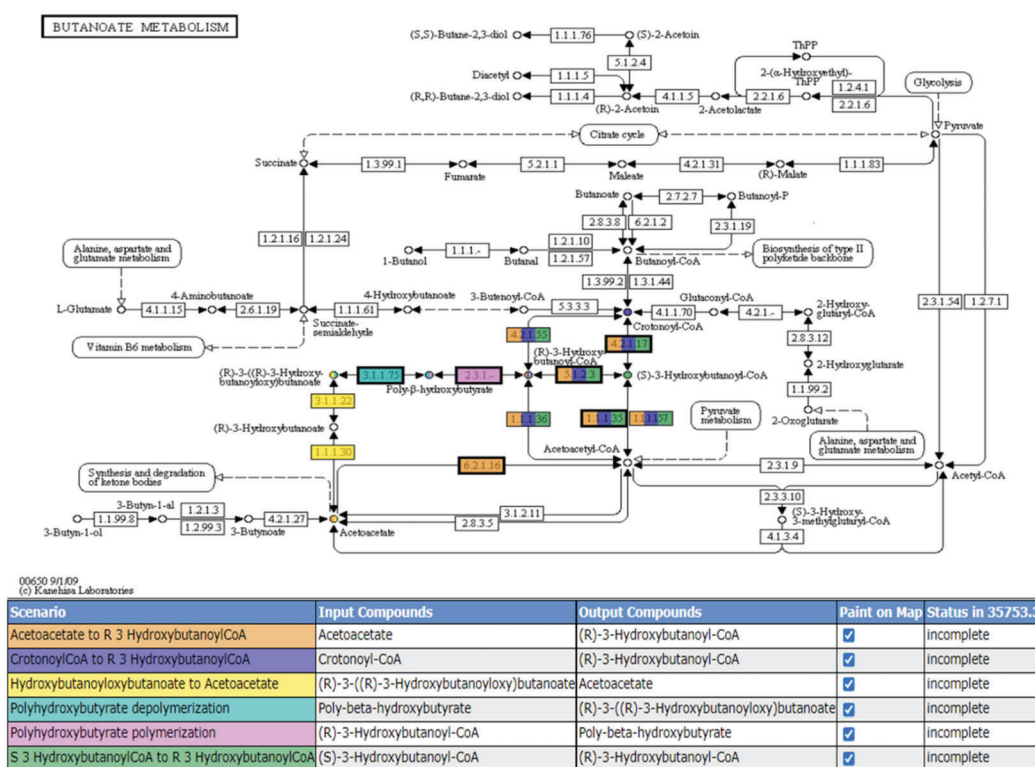 BUTANOATE METABOLISM
(S,S)-Butane-2,3-diol
1.1.1.76
(S)-2-Acetoin
5.1.2.4
Diacetyl
1.1.1.5
(R,R)-Butane-2,3-diol
1.1.1.4
(R)-2-Acetoin
4.1.1.5
2-Acetolactate
2.2.1.6
ThPP
2-(α-Hydroxyethyl)-
ThPP
1.2.4.1
2.2.1.6
Glycolysis
Pyruvate
Citrate cycle
Succinate
1.3.99.1
Fumarate
5.2.1.1
Maleate
4.2.1.31
(R)-Malate
1.1.1.83
Butanoate
2.7.2.7
Butanoyl-P
2.8.3.8
6.2.1.2
2.3.1.19
1.2.1.16
1.2.1.24
1-Butanol
1.1.1.-
Butanal
1.2.1.10
1.2.1.57
Butanoyl-CoA
Biosynthesis of type II
polyketide backbone
Alanine, aspartate and
glutamate metabolism
1.3.99.2
1.3.1.44
2.3.1.54
1.2.7.1
L-Glutamate
4.1.1.15
4-Aminobutanoate
2.6.1.19
Succinate-
semialdehyde
1.1.1.61
4-Hydroxybutanoate
3-Butenoyl-CoA
5.3.3.3
Crotonoyl-CoA
4.1.1.70
Glutaconyl-CoA
4.2.1.-
2-Hydroxy-
glutaryl-CoA
Vitamin B6 metabolism
4.2.1.55
4.2.1.17
2.8.3.12
2-Hydroxyglutarate
1.1.99.2
2-Oxoglutarate
(R)-3-((R)-3-Hydroxy-
butanoyloxy)butanoate
3.1.1.75
Poly-β-hydroxybutyrate
2.3.1.-
(R)-3-Hydroxy-
butanoyl-CoA
5.1.2.3
(S)-3-Hydroxybutanoyl-CoA
3.1.1.22
(R)-3-Hydroxybutanoate
1.1.1.30
1.1.1.36
1.1.1.35
1.1.1.157
Pyruvate
metabolism
Alanine, aspartate and
glutamate metabolism
Acetoacetyl-CoA
Synthesis and degradation
of ketone bodies
6.2.1.16
2.3.1.9
Acetyl-CoA
3-Butyn-1-ol
1.1.99.8
3-Butyn-1-al
1.2.1.3
1.2.99.3
3-Butynoate
4.2.1.27
Acetoacetate
3.1.2.11
2.8.3.5
2.3.3.10
(S)-3-Hydroxy-
3-methylglutaryl-CoA
4.1.3.4
00650 9/1/09
(c) Kanehisa Laboratories
Scenario Input Compounds Output Compounds Paint on Map Status in 35753.3
Acetoacetate to R 3 HydroxybutanoylCoA Acetoacetate (R)-3-Hydroxybutanoyl-CoA incomplete
CrotonoylCoA to R 3 HydroxybutanoylCoA Crotonoyl-CoA (R)-3-Hydroxybutanoyl-CoA incomplete
Hydroxybutanoyloxybutanoate to Acetoacetate (R)-3-((R)-3-Hydroxybutanoyloxy)butanoate Acetoacetate incomplete
Polyhydroxybutyrate depolymerization Poly-beta-hydroxybutyrate (R)-3-((R)-3-Hydroxybutanoyloxy)butanoate incomplete
Polyhydroxybutyrate polymerization (R)-3-Hydroxybutanoyl-CoA Poly-beta-hydroxybutyrate incomplete
S 3 HydroxybutanoylCoA to R 3 HydroxybutanoylCoA (S)-3-Hydroxybutanoyl-CoA (R)-3-Hydroxybutanoyl-CoA incomplete